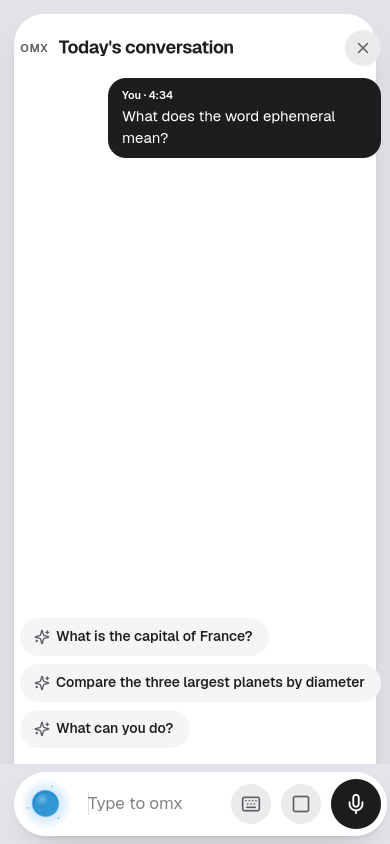 OMX Today's conversation
You · 4:34
What does the word ephemeral
mean?
What is the capital of France?
Compare the three largest planets by diameter
What can you do?
Type to omx